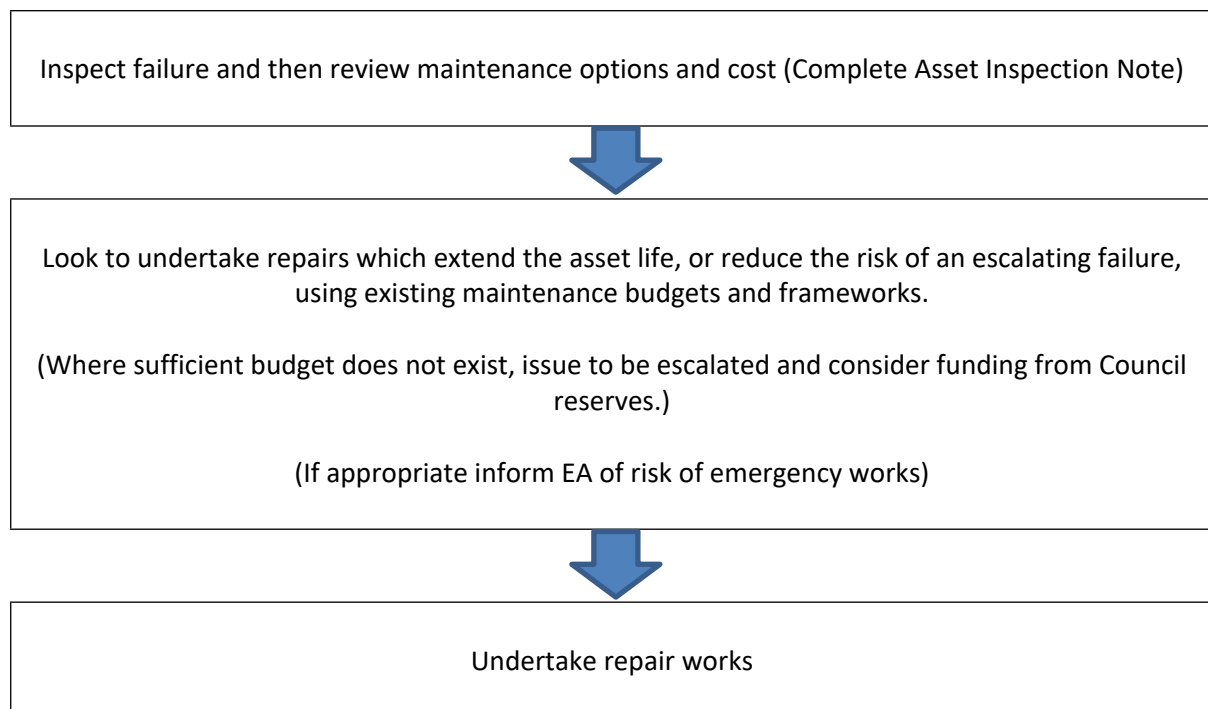 Inspect failure and then review maintenance options and cost (Complete Asset Inspection Note)
Look to undertake repairs which extend the asset life, or reduce the risk of an escalating failure,
using existing maintenance budgets and frameworks.
(Where sufficient budget does not exist, issue to be escalated and consider funding from Council
reserves.)
(If appropriate inform EA of risk of emergency works)
Undertake repair works